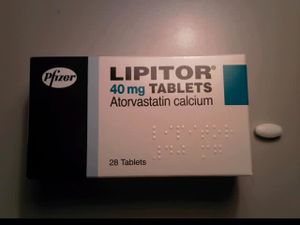 Pfizer
LIPITOR®
40 mg TABLETS
Atorvastatin calcium
28 Tablets